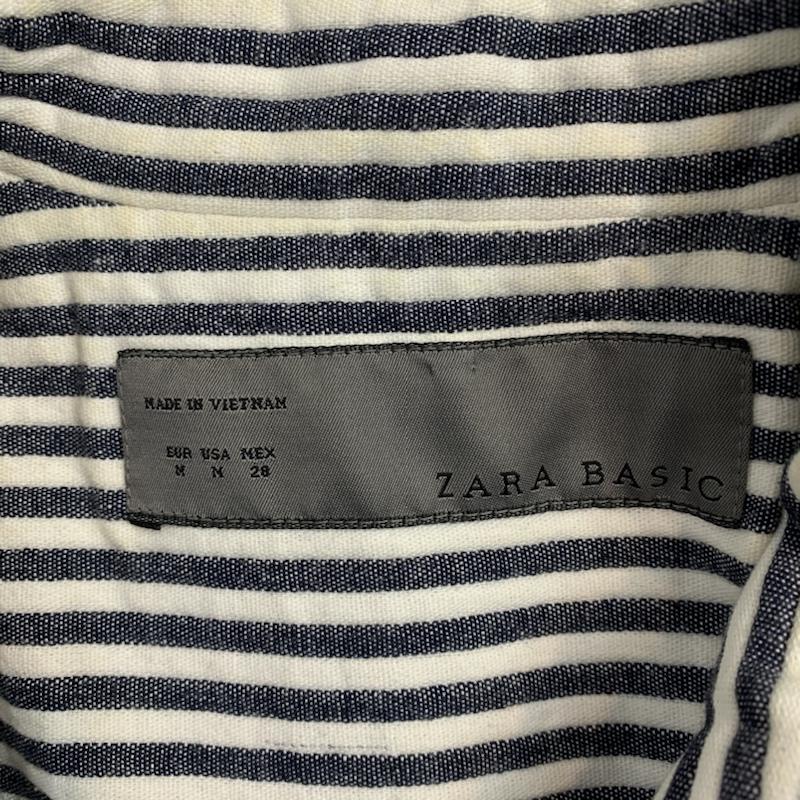 MADE IN VIETNAM
EUR USA MEX
M M 28
ZARA BASIC